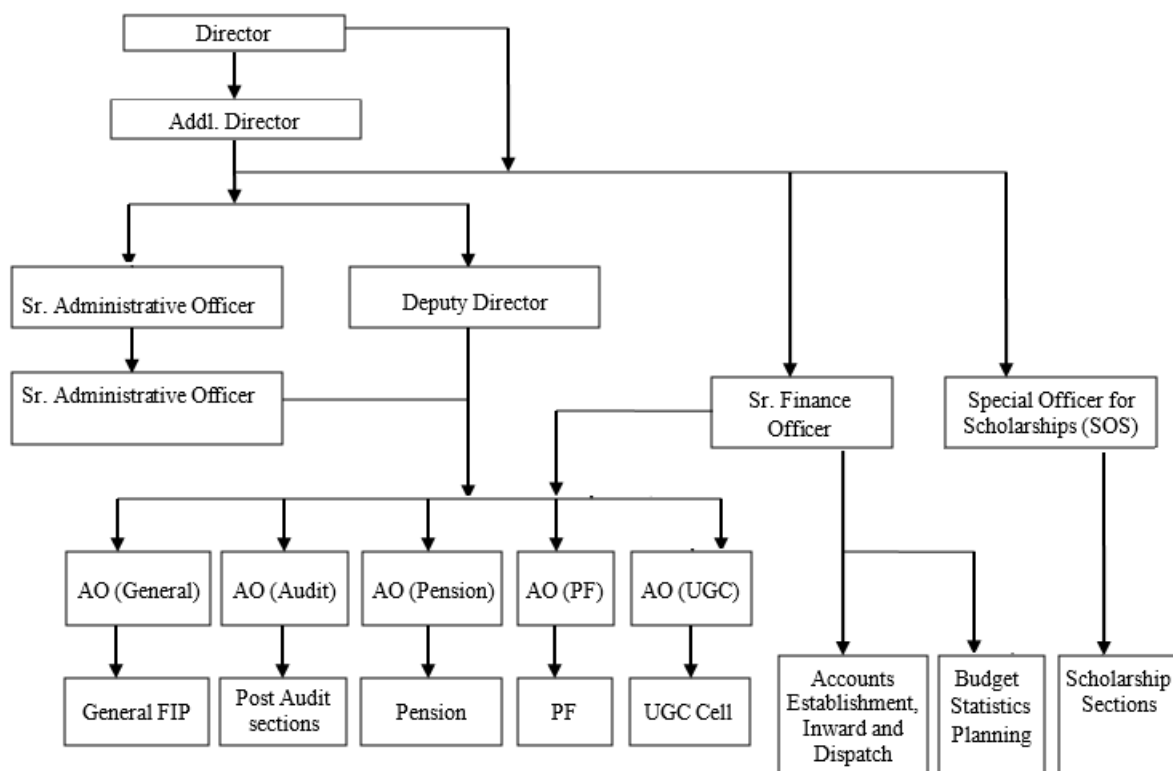 Director
Addl. Director
Sr. Administrative Officer
Deputy Director
Sr. Administrative Officer
Sr. Finance
Officer
Special Officer for
Scholarships (SOS)
AO (General)
AO (Audit)
AO (Pension)
AO (PF)
AO (UGC)
General FIP
Post Audit
sections
Pension
PF
UGC Cell
Accounts
Establishment,
Inward and
Dispatch
Budget
Statistics
Planning
Scholarship
Sections